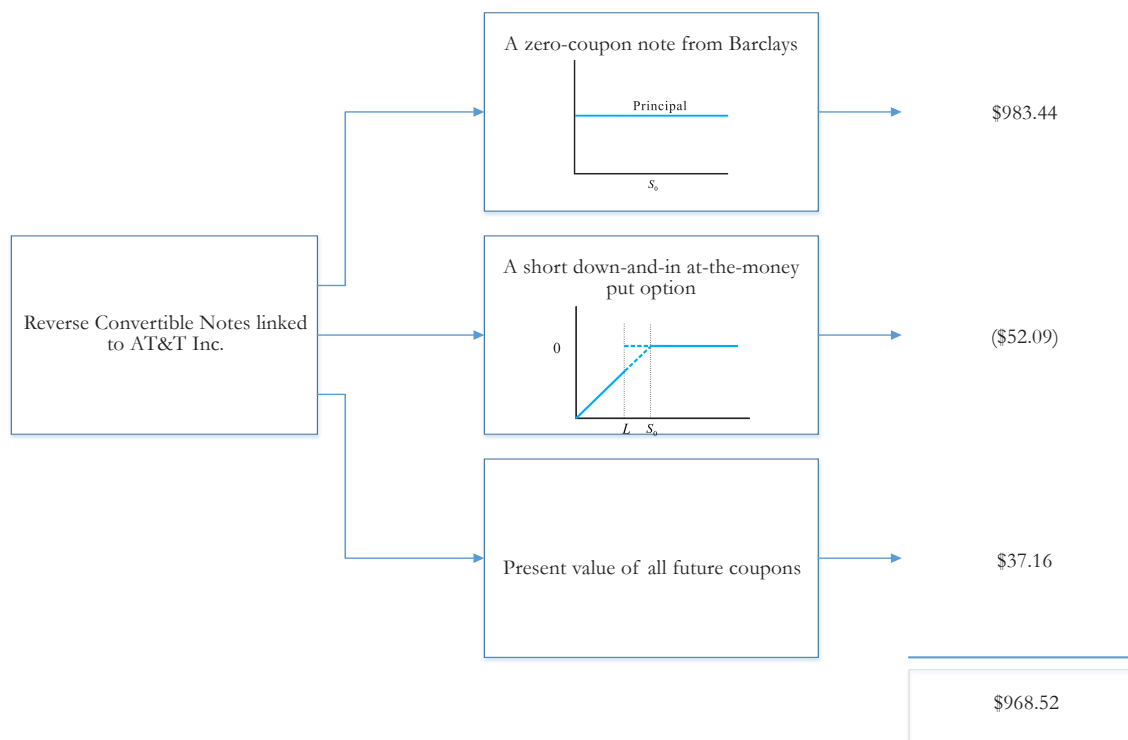 A zero-coupon note from Barclays
Principal
S₀
$983.44
Reverse Convertible Notes linked
to AT&T Inc.
A short down-and-in at-the-money
put option
0
L S₀
($52.09)
Present value of all future coupons
$37.16
$968.52